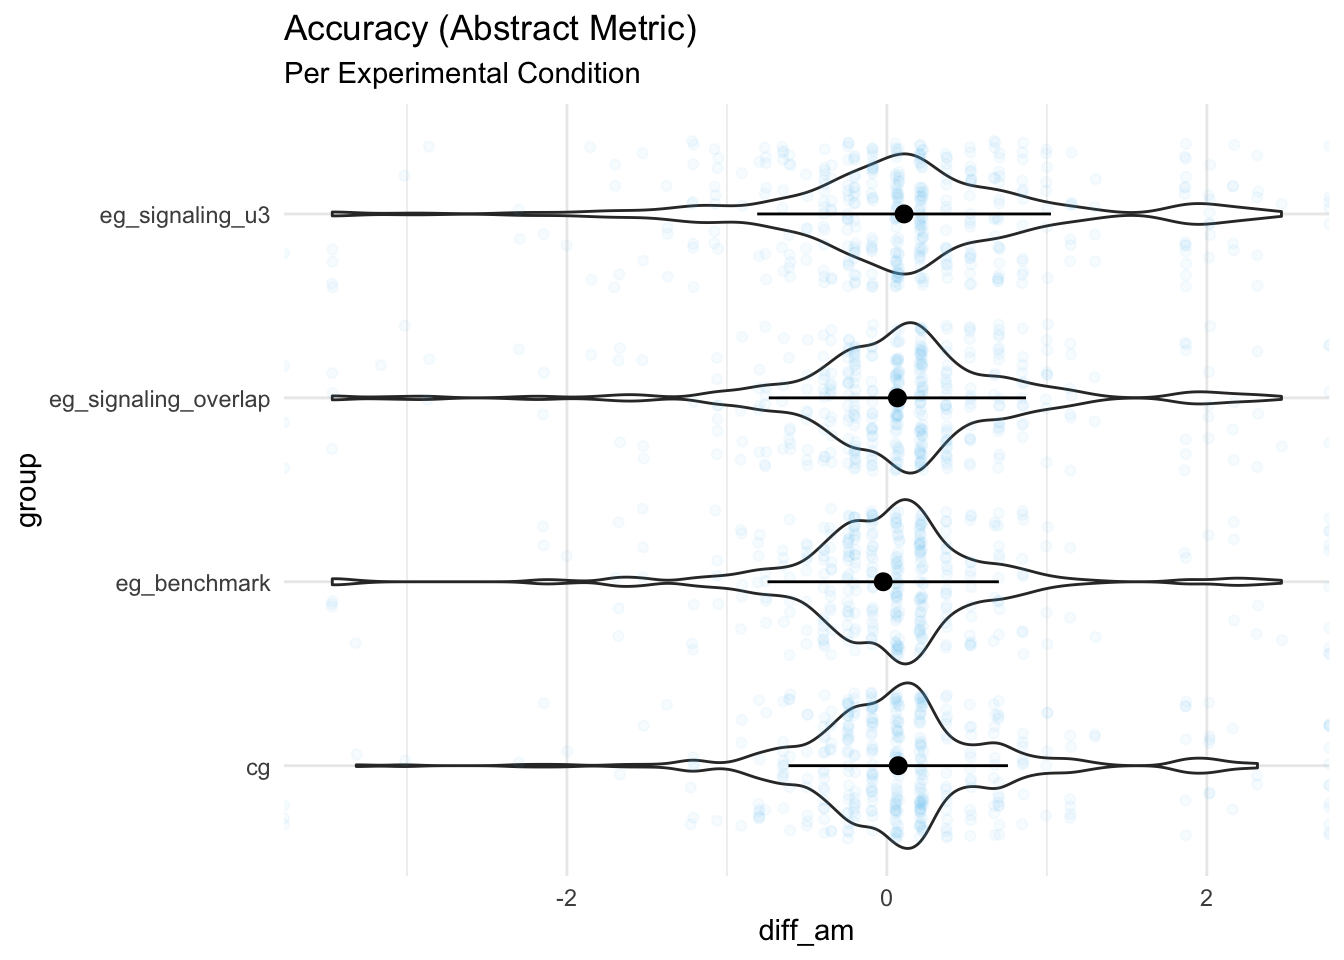 Accuracy (Abstract Metric)
Per Experimental Condition
group
eg_signaling_u3
eg_signaling_overlap
eg_benchmark
cg
-2
0
2
diff_am